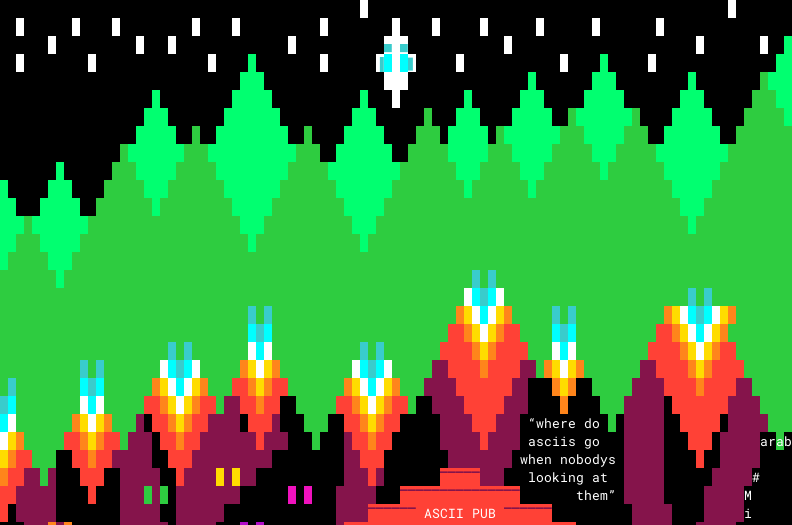 “where do
asciis go
when nobodys
looking at
them”
arab
#
M
i
ASCII PUB